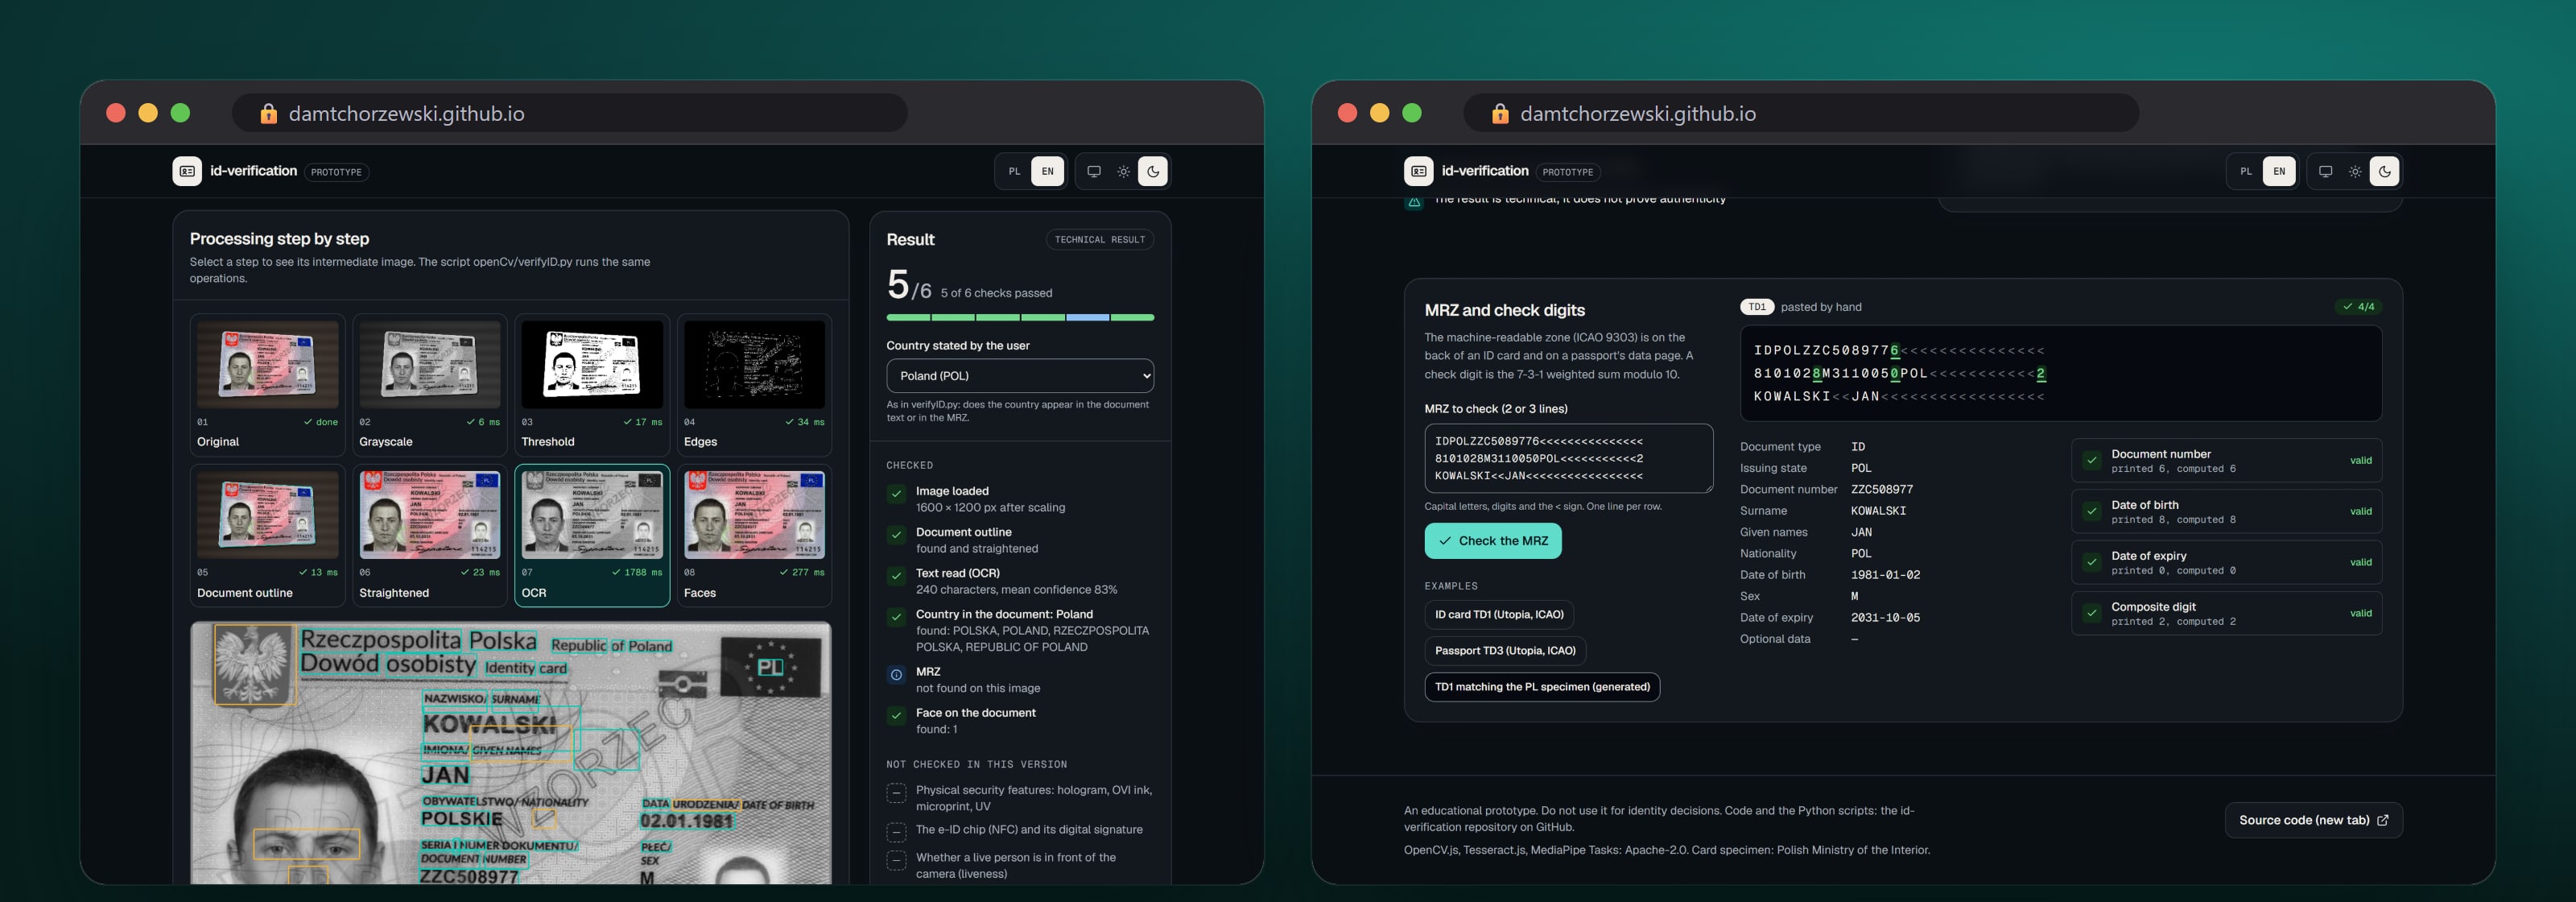 damtchorzewski.github.io
id-verification PROTOTYPE
PL EN
Processing step by step
Select a step to see its intermediate image. The script openCv/verifyID.py runs the same
operations.
01 ✓ done
Original
02 ✓ 6 ms
Grayscale
03 ✓ 17 ms
Threshold
04 ✓ 34 ms
Edges
05 ✓ 13 ms
Document outline
06 ✓ 23 ms
Straightened
07 ✓ 1788 ms
OCR
08 ✓ 277 ms
Faces
Rzeczpospolita Polska Republic of Poland
Dowód osobisty Identity card
PL
NAZWISKO/ SURNAME
KOWALSKI
IMIONA/ GIVEN NAMES
JAN
OBYWATELSTWO/ NATIONALITY
POLSKIE
DATA URODZENIA/ DATE OF BIRTH
02.01.1981
SERIA I NUMER DOKUMENTU/
DOCUMENT NUMBER
ZZC508977
PŁEĆ/
SEX
M
WZORZEC
Result
TECHNICAL RESULT
5/6 5 of 6 checks passed
Country stated by the user
Poland (POL)
As in verifyID.py: does the country appear in the document
text or in the MRZ.
CHECKED
Image loaded
1600 × 1200 px after scaling
Document outline
found and straightened
Text read (OCR)
240 characters, mean confidence 83%
Country in the document: Poland
found: POLSKA, POLAND, RZECZPOSPOLITA
POLSKA, REPUBLIC OF POLAND
MRZ
not found on this image
Face on the document
found: 1
NOT CHECKED IN THIS VERSION
Physical security features: hologram, OVI ink,
microprint, UV
The e-ID chip (NFC) and its digital signature
Whether a live person is in front of the
camera (liveness)
damtchorzewski.github.io
id-verification PROTOTYPE
PL EN
The result is technical, it does not prove authenticity
MRZ and check digits
The machine-readable zone (ICAO 9303) is on the
back of an ID card and on a passport's data page. A
check digit is the 7-3-1 weighted sum modulo 10.
MRZ to check (2 or 3 lines)
IDPOLZZC5089776<<<<<<<<<<<<<<<
8101028M3110050POL<<<<<<<<<<<2
KOWALSKI<<JAN<<<<<<<<<<<<<<<<<
Capital letters, digits and the < sign. One line per row.
✓ Check the MRZ
EXAMPLES
ID card TD1 (Utopia, ICAO)
Passport TD3 (Utopia, ICAO)
TD1 matching the PL specimen (generated)
TD1 pasted by hand
✓ 4/4
IDPOLZZC5089776<<<<<<<<<<<<<<<
8101028M3110050POL<<<<<<<<<<<2
KOWALSKI<<JAN<<<<<<<<<<<<<<<<<
Document type ID
Issuing state POL
Document number ZZC508977
Surname KOWALSKI
Given names JAN
Nationality POL
Date of birth 1981-01-02
Sex M
Date of expiry 2031-10-05
Optional data —
Document number
printed 6, computed 6
valid
Date of birth
printed 8, computed 8
valid
Date of expiry
printed 0, computed 0
valid
Composite digit
printed 2, computed 2
valid
An educational prototype. Do not use it for identity decisions. Code and the Python scripts: the id-
verification repository on GitHub.
OpenCV.js, Tesseract.js, MediaPipe Tasks: Apache-2.0. Card specimen: Polish Ministry of the Interior.
Source code (new tab)